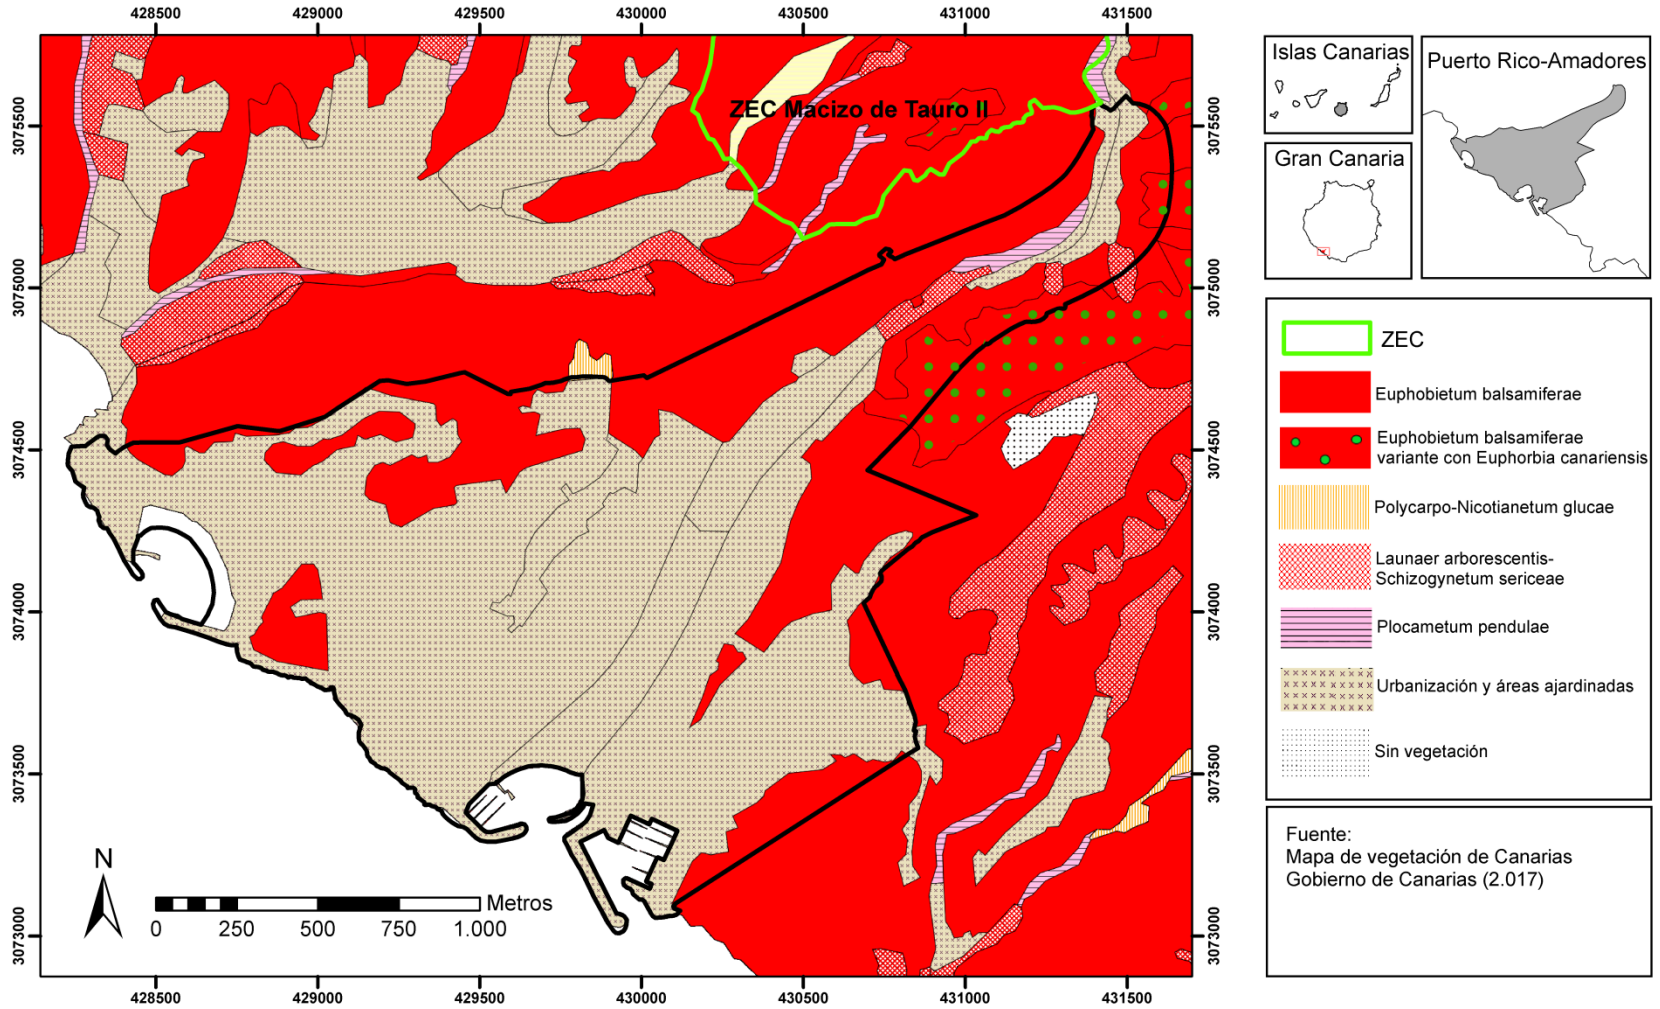 428500 429000 429500 430000 430500 431000 431500
3075500
3075000
3074500
3074000
3073500
3073000
ZEC Macizo de Tauro II
N
Metros
0 250 500 750 1.000
3075500
3075000
3074500
3074000
3073500
3073000
428500 429000 429500 430000 430500 431000 431500
Islas Canarias
Gran Canaria
Puerto Rico-Amadores
ZEC
Euphobietum balsamiferae
Euphobietum balsamiferae
variante con Euphorbia canariensis
Polycarpo-Nicotianetum glucae
Launaer arborescentis-
Schizogynetum sericeae
Plocametum pendulae
Urbanización y áreas ajardinadas
Sin vegetación
Fuente:
Mapa de vegetación de Canarias
Gobierno de Canarias (2.017)